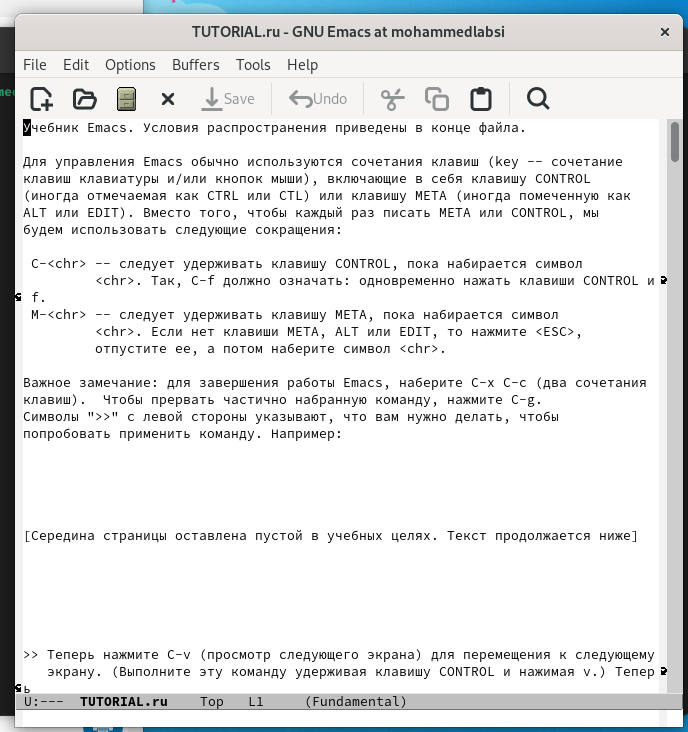 TUTORIAL.ru - GNU Emacs at mohammedlabsi
File Edit Options Buffers Tools Help
Save Undo
Учебник Emacs. Условия распространения приведены в конце файла.
Для управления Emacs обычно используются сочетания клавиш (key -- сочетание
клавиш клавиатуры и/или кнопок мыши), включающие в себя клавишу CONTROL
(иногда отмечаемая как CTRL или CTL) или клавишу META (иногда помеченную как
ALT или EDIT). Вместо того, чтобы каждый раз писать META или CONTROL, мы
будем использовать следующие сокращения:
C-<chr> -- следует удерживать клавишу CONTROL, пока набирается символ
<chr>. Так, C-f должно означать: одновременно нажать клавиши CONTROL и
f.
M-<chr> -- следует удерживать клавишу META, пока набирается символ
<chr>. Если нет клавиши META, ALT или EDIT, то нажмите <ESC>,
отпустите ее, а потом наберите символ <chr>.
Важное замечание: для завершения работы Emacs, наберите C-x C-c (два сочетания
клавиш).  Чтобы прервать частично набранную команду, нажмите C-g.
Символы ">>" с левой стороны указывают, что вам нужно делать, чтобы
попробовать применить команду. Например:
[Середина страницы оставлена пустой в учебных целях. Текст продолжается ниже]
>> Теперь нажмите C-v (просмотр следующего экрана) для перемещения к следующему
экрану. (Выполните эту команду удерживая клавишу CONTROL и нажимая v.) Тепер
ь
U:---  TUTORIAL.ru    Top   L1     (Fundamental)